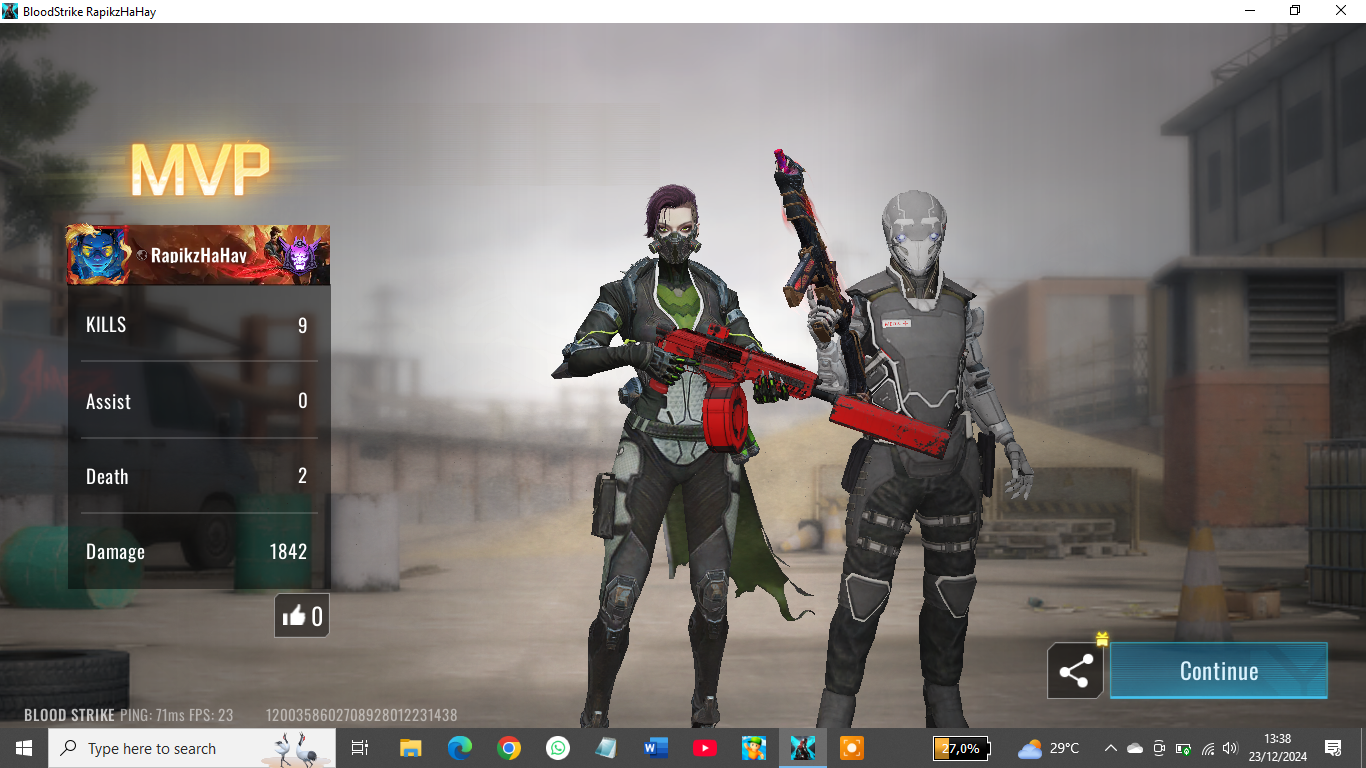 BloodStrike RapikzHaHay
MVP
RapikzHaHay
KILLS 9
Assist 0
Death 2
Damage 1842
0
Continue
BLOOD STRIKE PING: 71ms FPS: 23 1200358602708928012231438
Type here to search
27,0%
29°C
13:38
23/12/2024